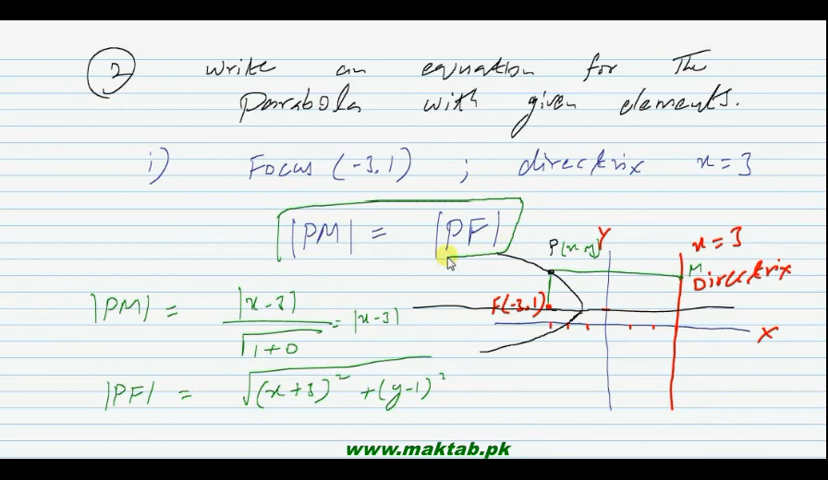 2 write an equation for the
Parabola with given elements.
i) Focus (-3,1) ; directrix x=3
|PM| = |PF|
P(x,y) Y x=3
M
Directrix
F(-3,1)
|PM| = |x-3| / √1+0 = |x-3|
X
|PF| = √(x+3)² + (y-1)²
www.maktab.pk